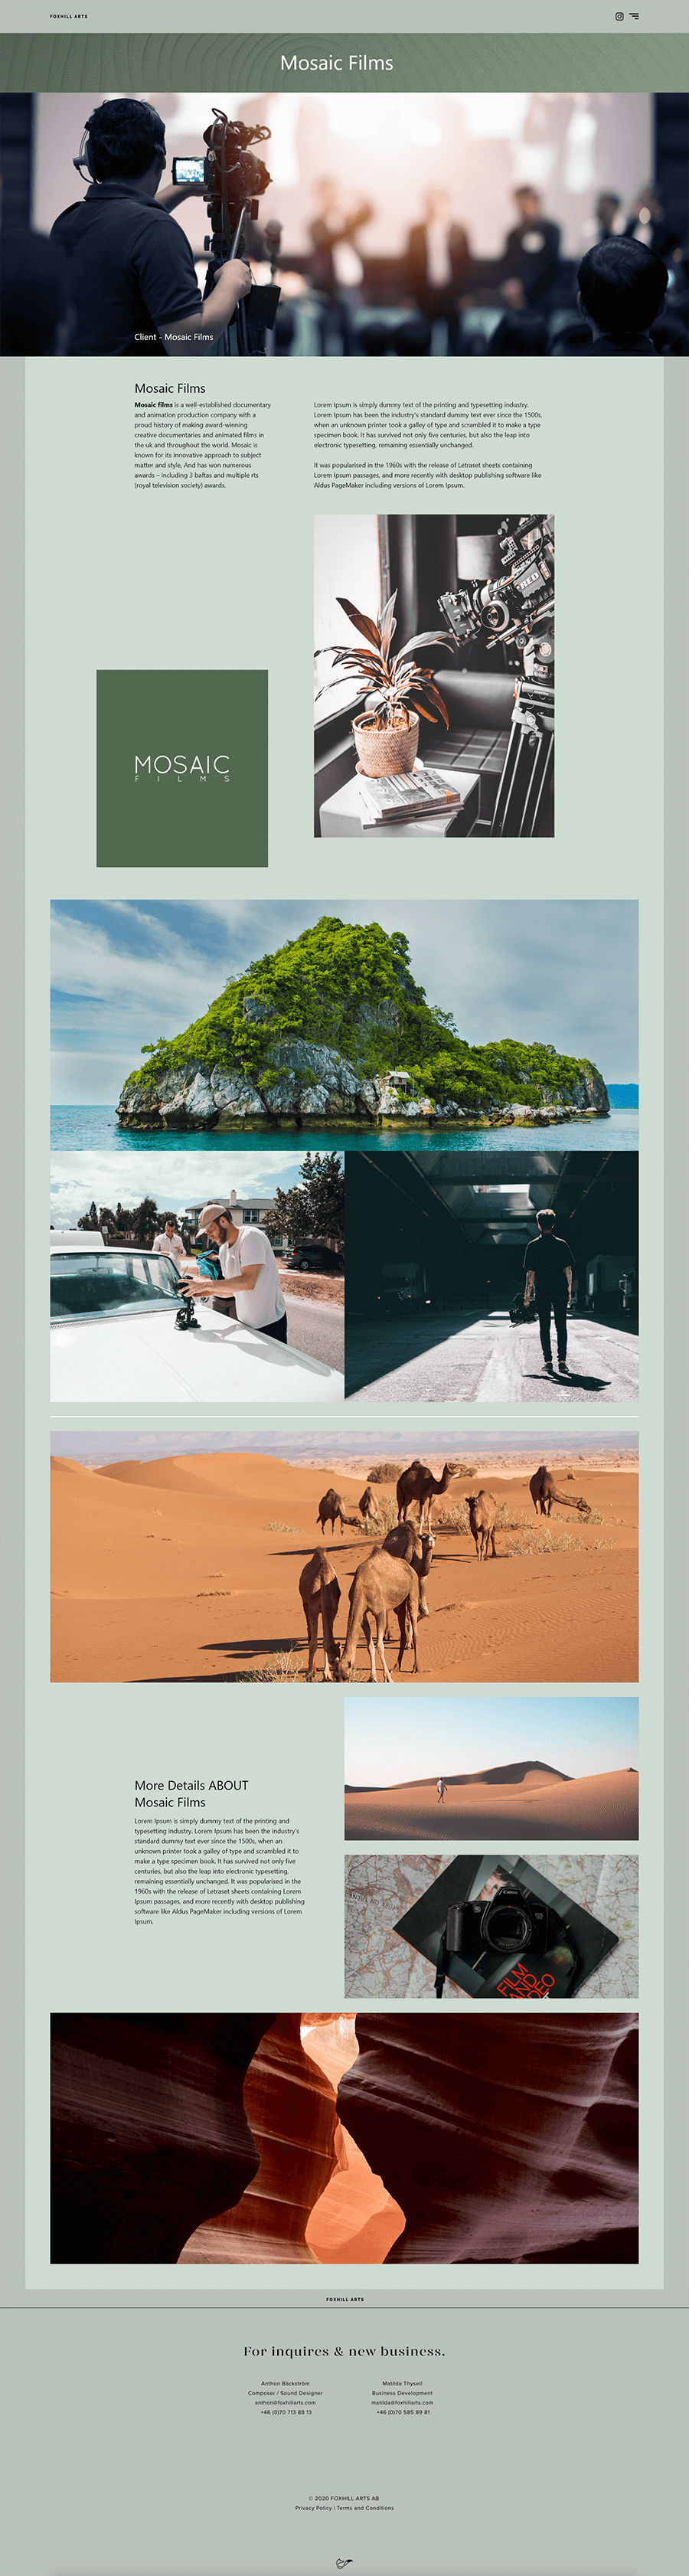 FOXHILL ARTS
Mosaic Films
Client - Mosaic Films
Mosaic Films
Mosaic films is a well-established documentary
and animation production company with a
proud history of making award-winning
creative documentaries and animated films in
the uk and throughout the world. Mosaic is
known for its innovative approach to subject
matter and style, And has won numerous
awards – including 3 baftas and multiple rts
(royal television society) awards.
Lorem Ipsum is simply dummy text of the printing and typesetting industry.
Lorem Ipsum has been the industry's standard dummy text ever since the 1500s,
when an unknown printer took a galley of type and scrambled it to make a type
specimen book. It has survived not only five centuries, but also the leap into
electronic typesetting, remaining essentially unchanged.
It was popularised in the 1960s with the release of Letraset sheets containing
Lorem Ipsum passages, and more recently with desktop publishing software like
Aldus PageMaker including versions of Lorem Ipsum.
RED
MOSAIC
FILMS
More Details ABOUT
Mosaic Films
Lorem Ipsum is simply dummy text of the printing and
typesetting industry. Lorem Ipsum has been the industry's
standard dummy text ever since the 1500s, when an
unknown printer took a galley of type and scrambled it to
make a type specimen book. It has survived not only five
centuries, but also the leap into electronic typesetting,
remaining essentially unchanged. It was popularised in the
1960s with the release of Letraset sheets containing Lorem
Ipsum passages, and more recently with desktop publishing
software like Aldus PageMaker including versions of Lorem
Ipsum.
Canon
EOS
FILM
AND
VIDEO
FOXHILL ARTS
For inquires & new business.
Anthon Bäckström
Composer / Sound Designer
anthon@foxhillarts.com
+46 (0)70 713 88 13
Matilda Thysell
Business Development
matilda@foxhillarts.com
+46 (0)70 585 89 81
© 2020 FOXHILL ARTS AB
Privacy Policy | Terms and Conditions